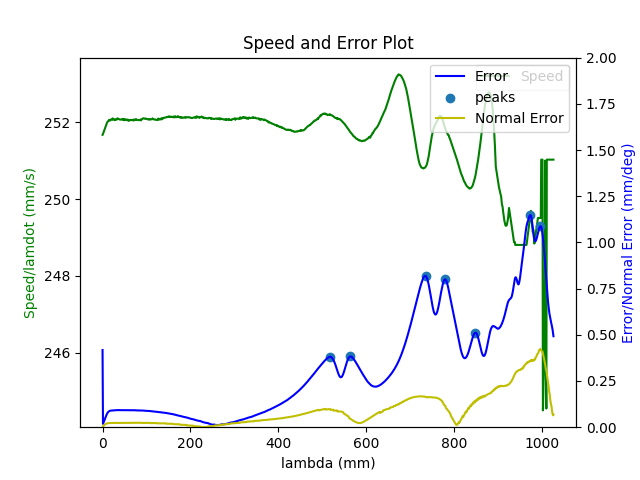 Speed and Error Plot
Error
Speed
peaks
Normal Error
Speed/lamdot (mm/s)
252
250
248
246
2.00
1.75
1.50
1.25
1.00
0.75
0.50
0.25
0.00
Error/Normal Error (mm/deg)
0
200
400
600
800
1000
lambda (mm)